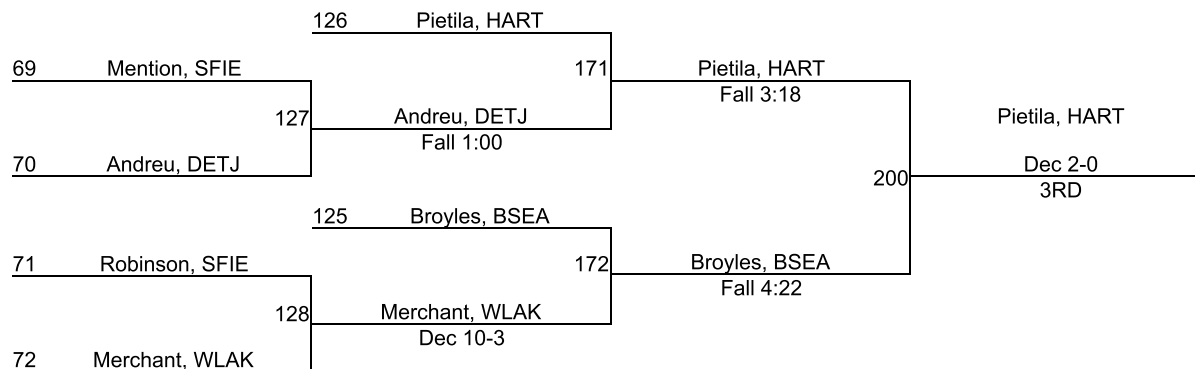 126 Pietila, HART
69 Mention, SFIE
171 Pietila, HART
Fall 3:18
127 Andreu, DETJ
Fall 1:00
Pietila, HART
70 Andreu, DETJ
200 Dec 2-0
3RD
125 Broyles, BSEA
71 Robinson, SFIE
172 Broyles, BSEA
Fall 4:22
128 Merchant, WLAK
Dec 10-3
72 Merchant, WLAK